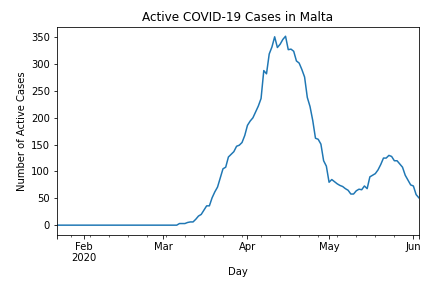 Active COVID-19 Cases in Malta
350
300
250
200
150
100
50
0
Number of Active Cases
Feb
2020
Mar
Apr
May
Jun
Day